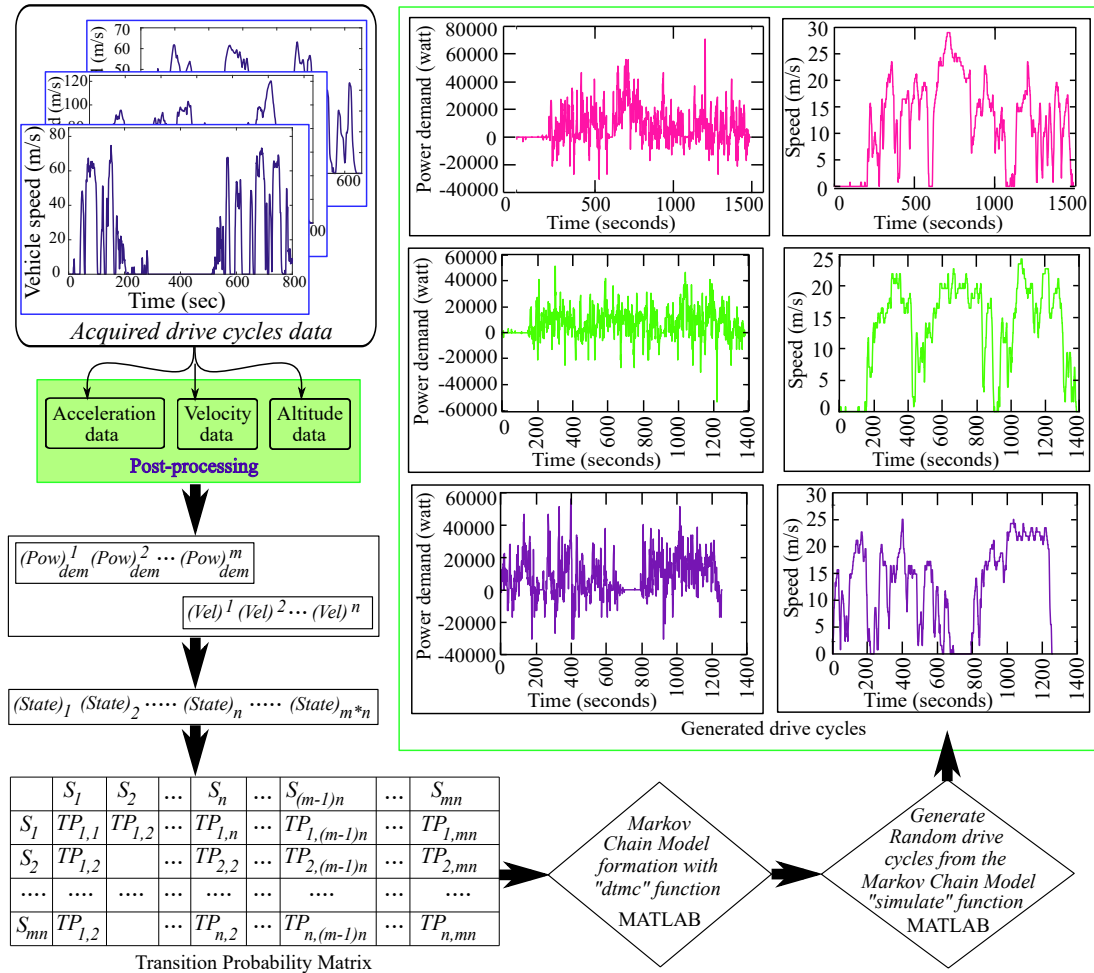 70
60
50
40
d (m/s)
120
100
80
d (m/s)
600
00
80
60
40
20
0
0 200 400 600 800
Vehicle speed (m/s)
Time (sec)
Acquired drive cycles data
Acceleration data
Velocity data
Altitude data
Post-processing
(Pow)dem^1 (Pow)dem^2 ... (Pow)dem^m
(Vel)^1 (Vel)^2 ... (Vel)^n
(State)1 (State)2 ..... (State)n ..... (State)m*n
S1 S2 ... Sn ... S(m-1)n ... Smn
S1 TP1,1 TP1,2 ... TP1,n ... TP1,(m-1)n ... TP1,mn
S2 TP1,2 ... TP2,2 ... TP2,(m-1)n ... TP2,mn
.... .... .... .... .... .... .... ....
Smn TP1,2 ... TPn,2 ... TPn,(m-1)n ... TPn,mn
Transition Probability Matrix
Markov
Chain Model
formation with
"dtmc" function
MATLAB
Generate
Random drive
cycles from the
Markov Chain Model
"simulate" function
MATLAB
80000
60000
40000
20000
0
-20000
-40000
Power demand (watt)
0 500 1000 1500
Time (seconds)
30
25
20
15
10
5
0
Speed (m/s)
0 500 1000 1500
Time (seconds)
60000
40000
20000
0
-20000
-40000
-60000
Power demand (watt)
0 200 400 600 800 1000 1200 1400
Time (seconds)
25
20
15
10
5
0
Speed (m/s)
0 200 400 600 800 1000 1200 1400
Time (seconds)
60000
40000
20000
0
-20000
-40000
Power demand (watt)
0 200 400 600 800 1000 1200 1400
Time (seconds)
30
25
20
15
10
5
0
Speed (m/s)
0 200 400 600 800 1000 1200 1400
Time (seconds)
Generated drive cycles